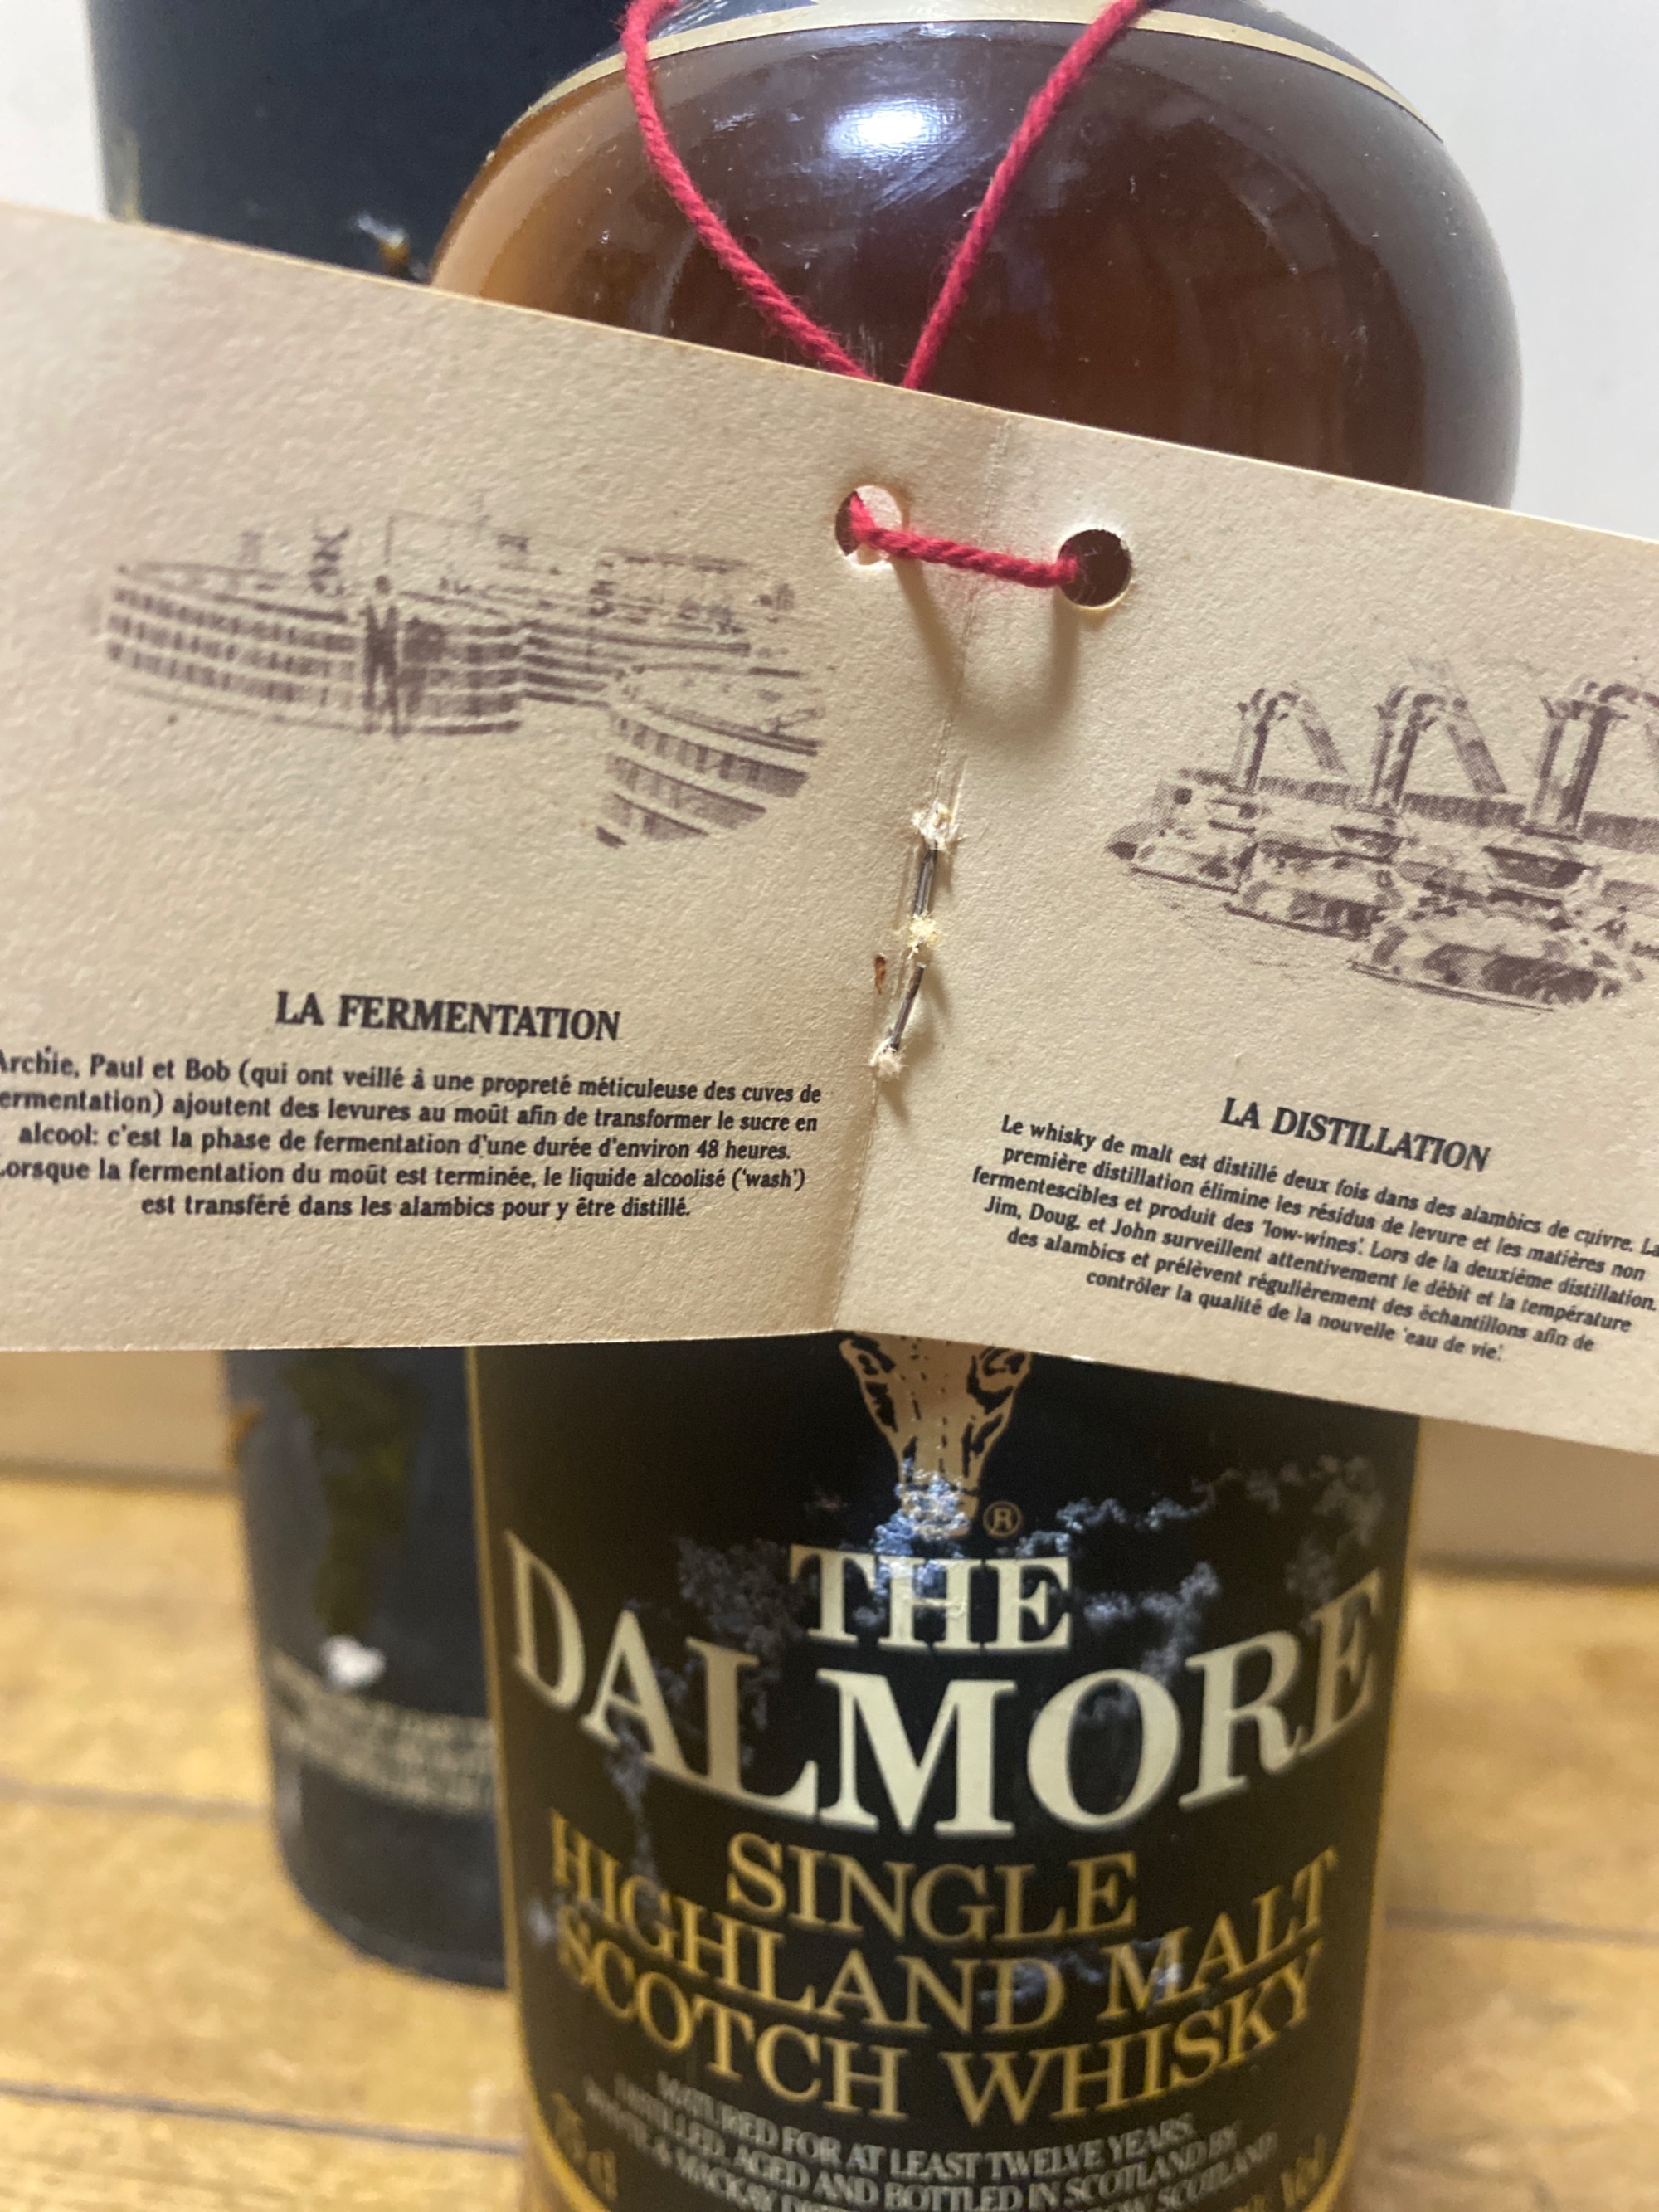 LA FERMENTATION
Archie, Paul et Bob (qui ont veillé à une propreté méticuleuse des cuves de
fermentation) ajoutent des levures au moût afin de transformer le sucre en
alcool: c'est la phase de fermentation d'une durée d'environ 48 heures.
Lorsque la fermentation du moût est terminée, le liquide alcoolisé ('wash')
est transféré dans les alambics pour y être distillé.
LA DISTILLATION
Le whisky de malt est distillé deux fois dans des alambics de cuivre. La
première distillation élimine les résidus de levure et les matières non
fermentescibles et produit des 'low-wines'. Lors de la deuxième distillation,
Jim, Doug, et John surveillent attentivement le débit et la température
des alambics et prélèvent régulièrement des échantillons afin de
contrôler la qualité de la nouvelle 'eau de vie'.
®
THE
DALMORE
SINGLE
HIGHLAND MALT
SCOTCH WHISKY
MATURED FOR AT LEAST TWELVE YEARS.
DISTILLED, AGED AND BOTTLED IN SCOTLAND BY
WHYTE & MACKAY SCOTLAND
75 cl Vol